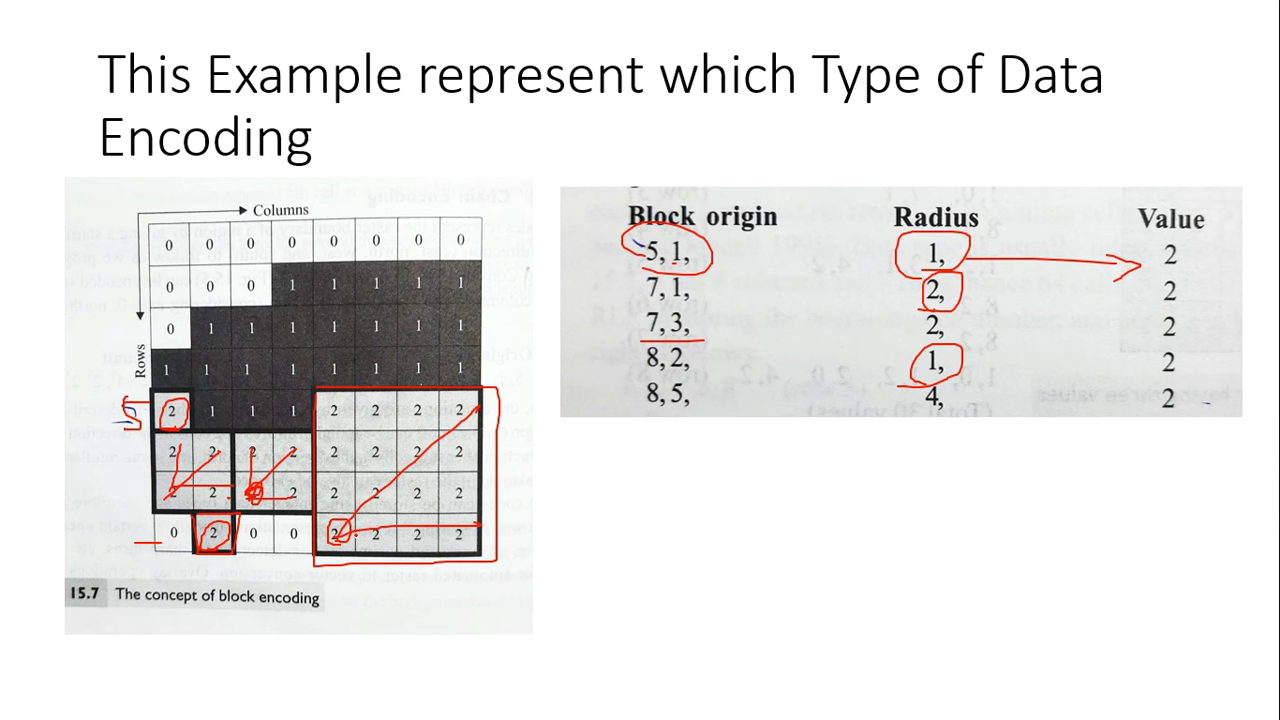 This Example represent which Type of Data
Encoding
Columns
Rows
0 0 0 0 0 0 0 0
0 0 0 1 1 1 1 1
0 1 1 1 1 1 1 1
1 1 1 1 1 1 1 1
5 2 1 1 1 2 2 2 2
2 2 2 2 2 2 2 2
2 2 2 2 2 2
0 2 0 0 2 2 2 2
15.7 The concept of block encoding
Block origin Radius Value
5, 1, 1, 2
7, 1, 2, 2
7, 3, 2, 2
8, 2, 1, 2
8, 5, 4, 2